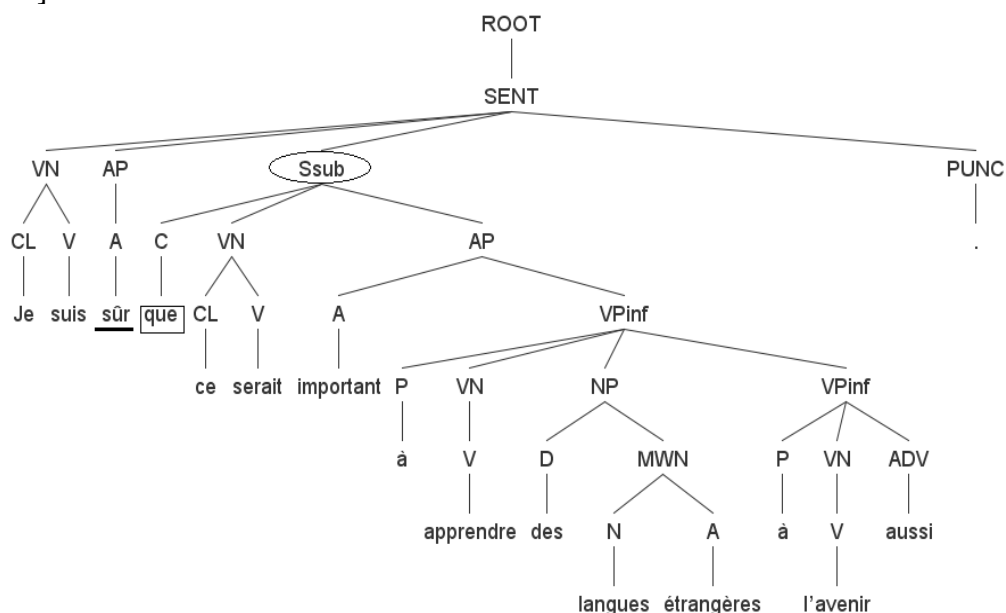 ]
ROOT
SENT
VN AP Ssub PUNC
CL V A C VN AP .
Je suis sûr que CL V A VPinf
ce serait important P VN NP VPinf
à V D MWN P VN ADV
apprendre des N A à V aussi
langues étrangères l'avenir